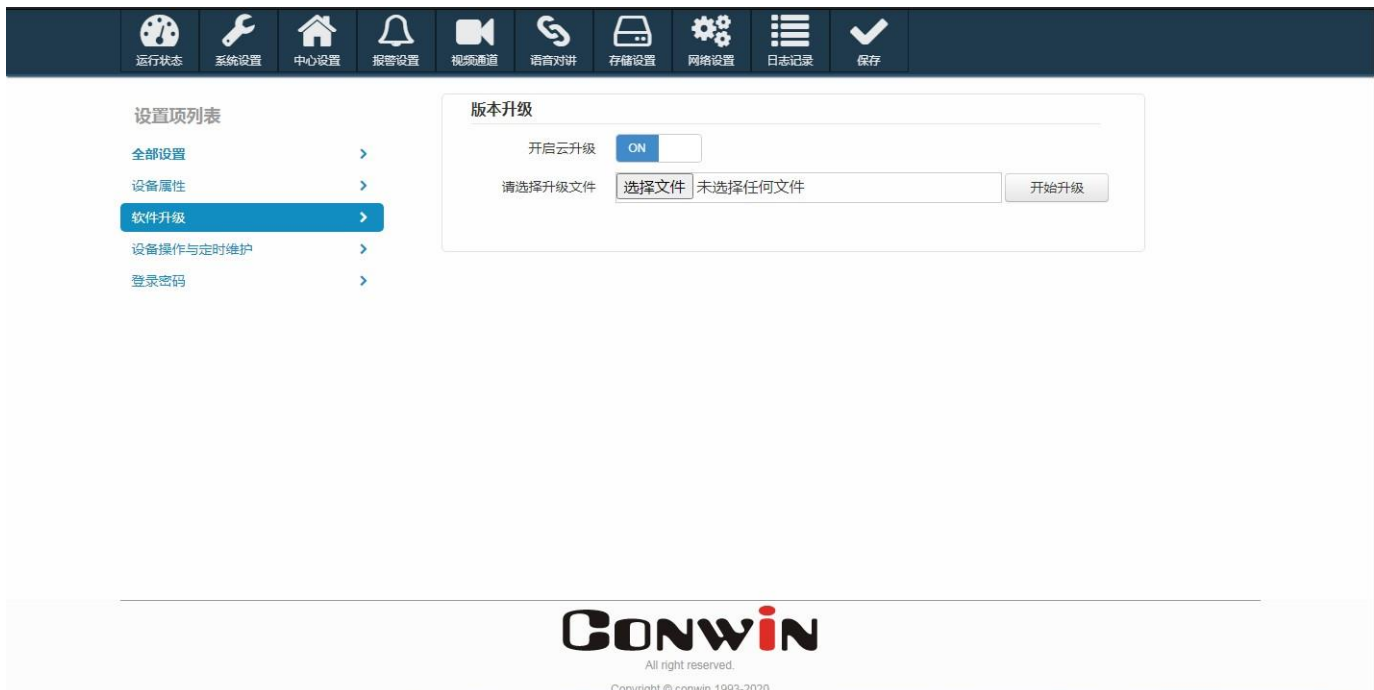 运行状态 系统设置 中心设置 报警设置 视频通道 语音对讲 存储设置 网络设置 日志记录 保存
设置项列表
全部设置
设备属性
软件升级
设备操作与定时维护
登录密码
版本升级
开启云升级 ON
请选择升级文件 选择文件 未选择任何文件 开始升级
CONWIN
All right reserved.
Copyright © conwin 1993-2020